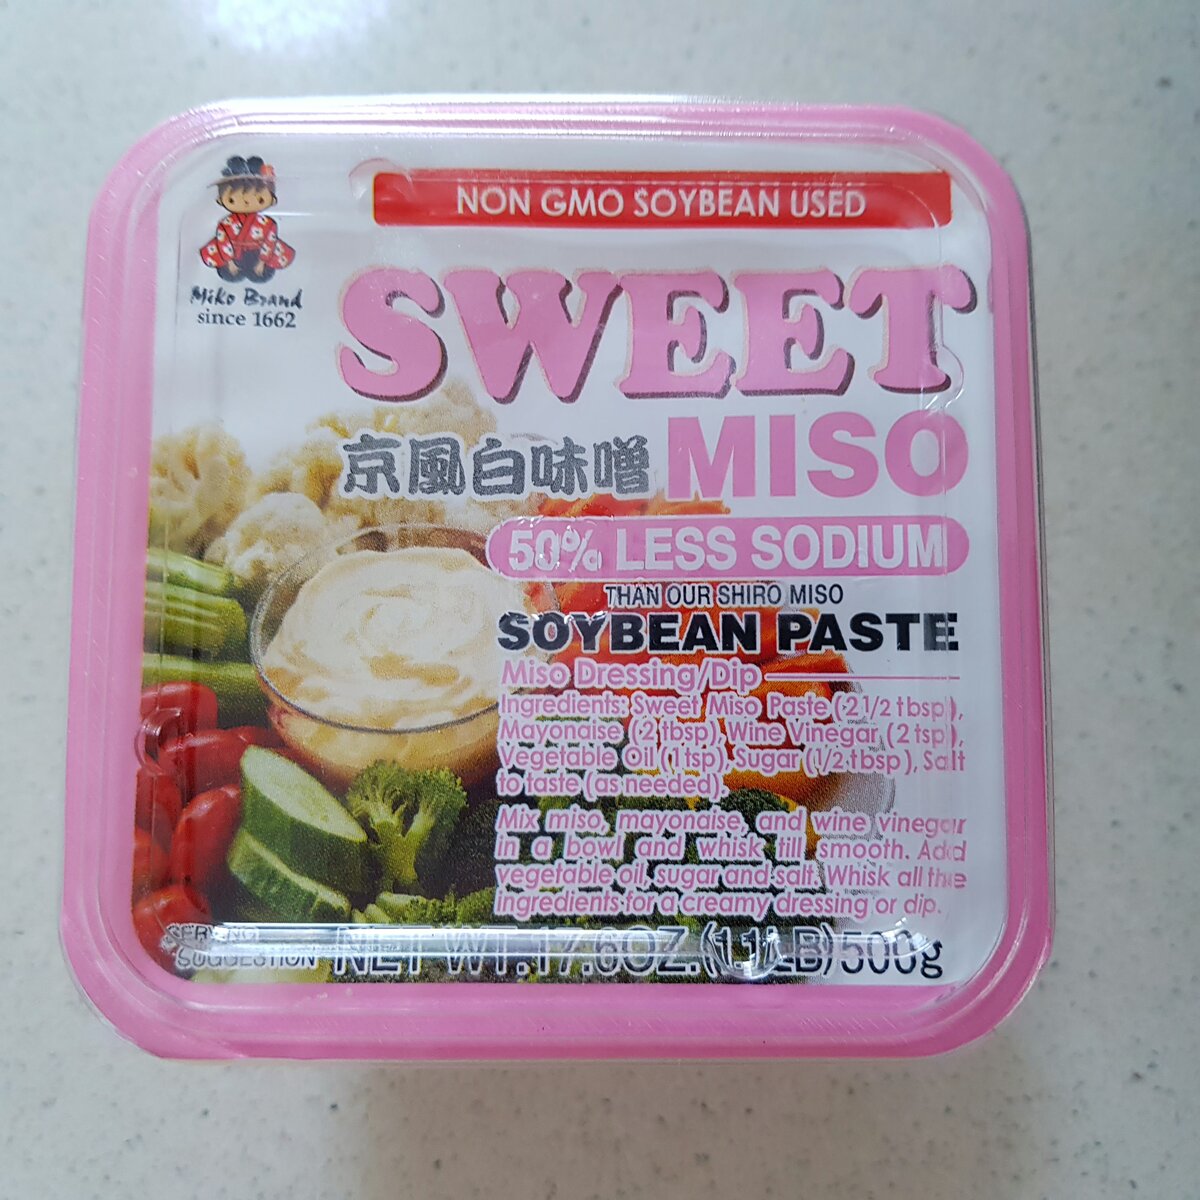 NON GMO SOYBEAN USED
Miko Brand
since 1662
SWEET
京風白味噌 MISO
50% LESS SODIUM
THAN OUR SHIRO MISO
SOYBEAN PASTE
Miso Dressing/Dip
Ingredients: Sweet Miso Paste (2 1/2 tbsp),
Mayonaise (2 tbsp), Wine Vinegar (2 tsp),
Vegetable Oil (1 tsp), Sugar (1/2 tbsp), Salt
to taste (as needed).
Mix miso, mayonaise, and wine vinegar
in a bowl and whisk till smooth. Add
vegetable oil, sugar and salt. Whisk all the
ingredients for a creamy dressing or dip.
SERVING
SUGGESTION
NET WT.17.6OZ.(1.1LB)500g